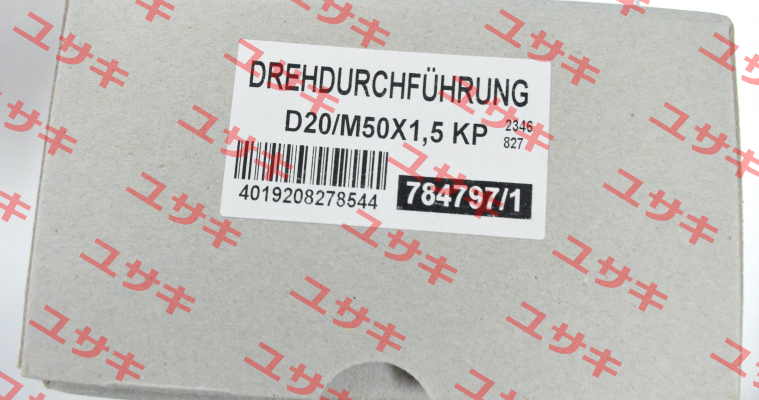 DREHDURCHFÜHRUNG
D20/M50X1,5 KP 2346
827
4019208278544
784797/1
ユサキ